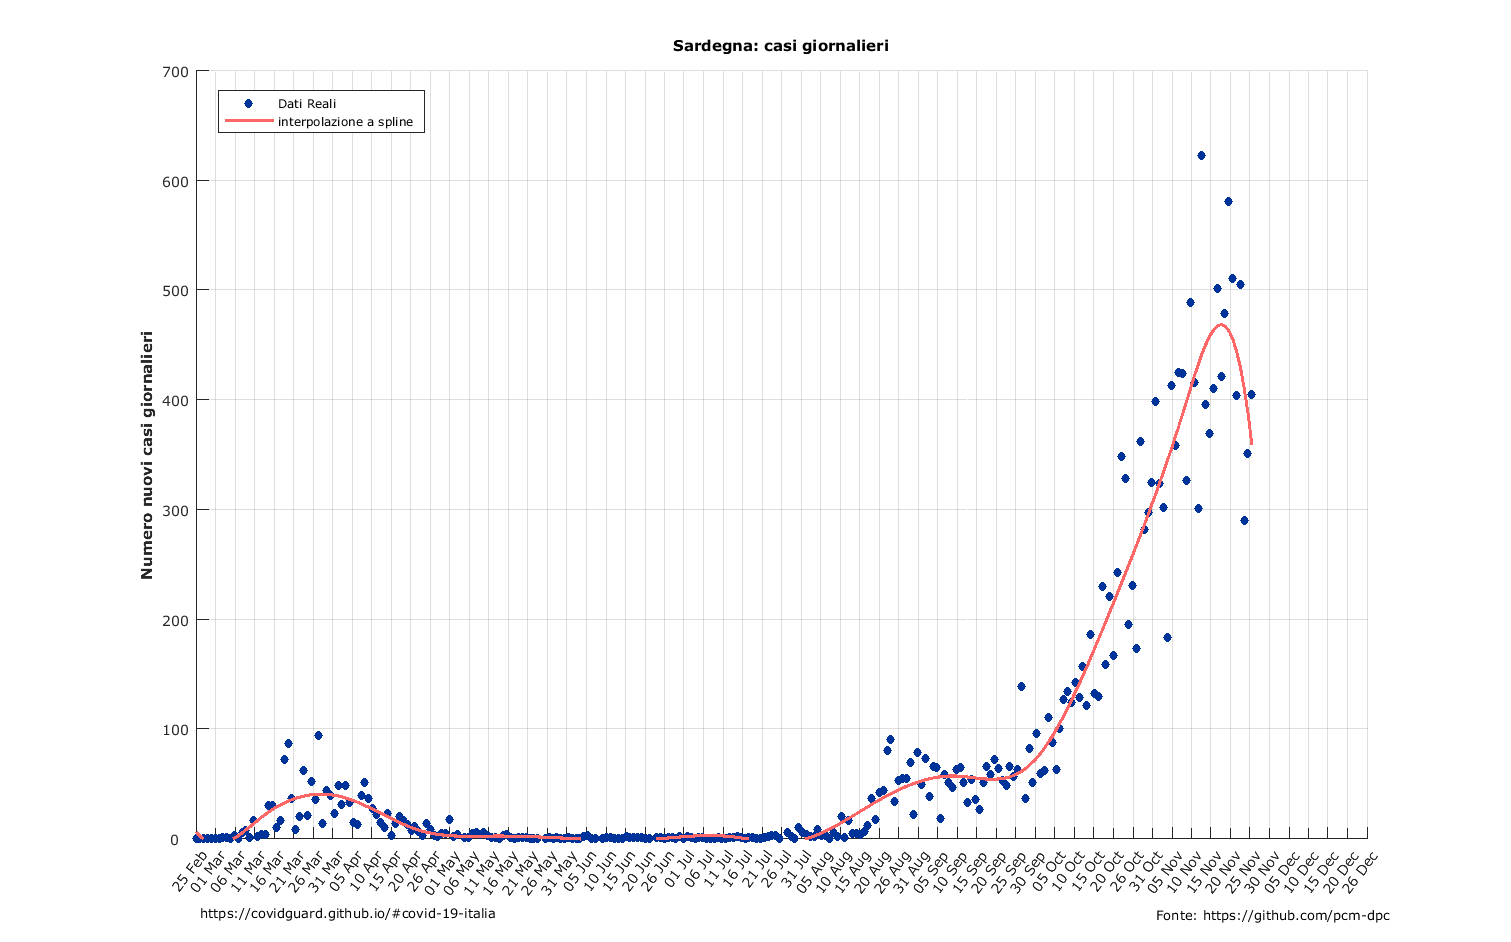 Sardegna: casi giornalieri
Dati Reali
interpolazione a spline
Numero nuovi casi giornalieri
700
600
500
400
300
200
100
0
25 Feb
01 Mar
06 Mar
11 Mar
16 Mar
21 Mar
26 Mar
31 Mar
05 Apr
10 Apr
15 Apr
20 Apr
26 Apr
01 May
06 May
11 May
16 May
21 May
26 May
31 May
05 Jun
10 Jun
15 Jun
20 Jun
26 Jun
01 Jul
06 Jul
11 Jul
16 Jul
21 Jul
26 Jul
31 Jul
05 Aug
10 Aug
15 Aug
20 Aug
26 Aug
31 Aug
05 Sep
10 Sep
15 Sep
20 Sep
25 Sep
30 Sep
05 Oct
10 Oct
15 Oct
20 Oct
26 Oct
31 Oct
05 Nov
10 Nov
15 Nov
20 Nov
25 Nov
30 Nov
05 Dec
10 Dec
15 Dec
20 Dec
26 Dec
https://covidguard.github.io/#covid-19-italia
Fonte: https://github.com/pcm-dpc